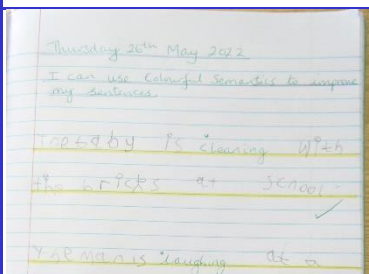 Thursday 26th May 2022
I can use Colourful Semantics to improve
my sentences
The baby is cleaning with
the bricks at school.
The man is laughing at a